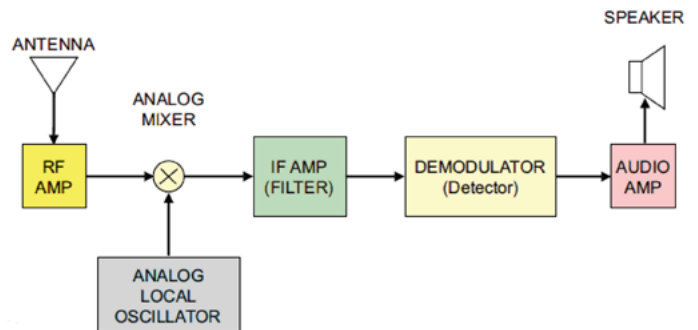 SPEAKER
ANTENNA
ANALOG
MIXER
RF
AMP
IF AMP
(FILTER)
DEMODULATOR
(Detector)
AUDIO
AMP
ANALOG
LOCAL
OSCILLATOR